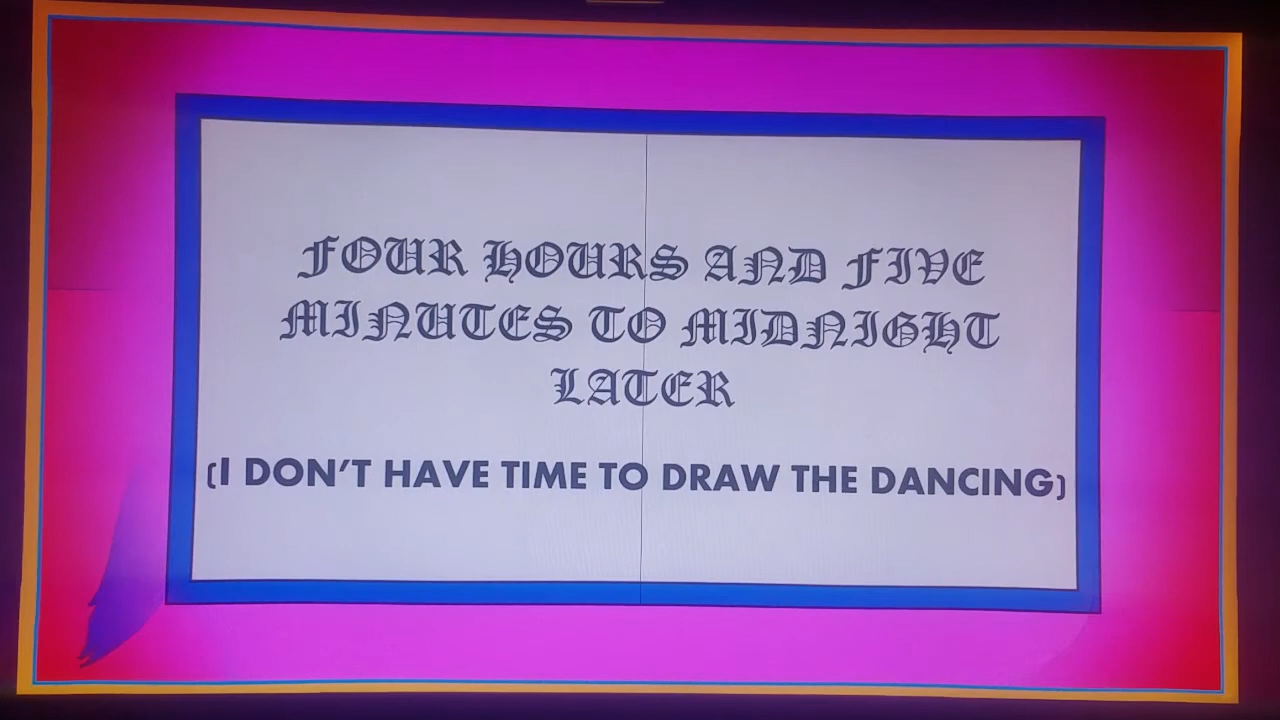 FOUR HOURS AND FIVE
MINUTES TO MIDNIGHT
LATER
(I DON'T HAVE TIME TO DRAW THE DANCING)